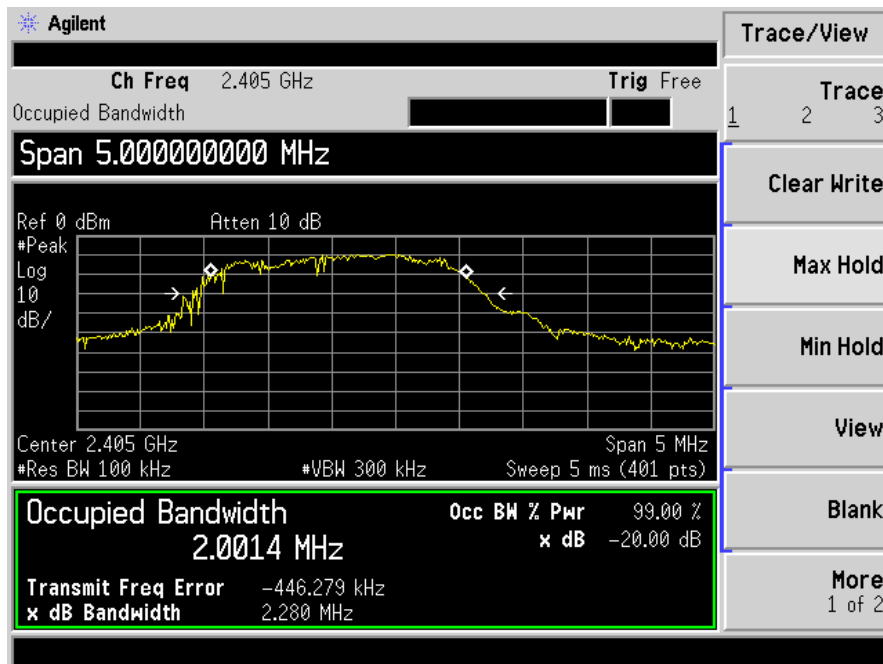 Agilent
Trace/View
Ch Freq 2.405 GHz Trig Free
Occupied Bandwidth
Trace
1 2 3
Span 5.000000000 MHz
Clear Write
Ref 0 dBm Atten 10 dB
#Peak
Log
10
dB/
Max Hold
Min Hold
View
Center 2.405 GHz Span 5 MHz
#Res BW 100 kHz #VBW 300 kHz Sweep 5 ms (401 pts)
Blank
Occupied Bandwidth
2.0014 MHz
Occ BW % Pwr 99.00 %
x dB -20.00 dB
Transmit Freq Error -446.279 kHz
x dB Bandwidth 2.280 MHz
More
1 of 2